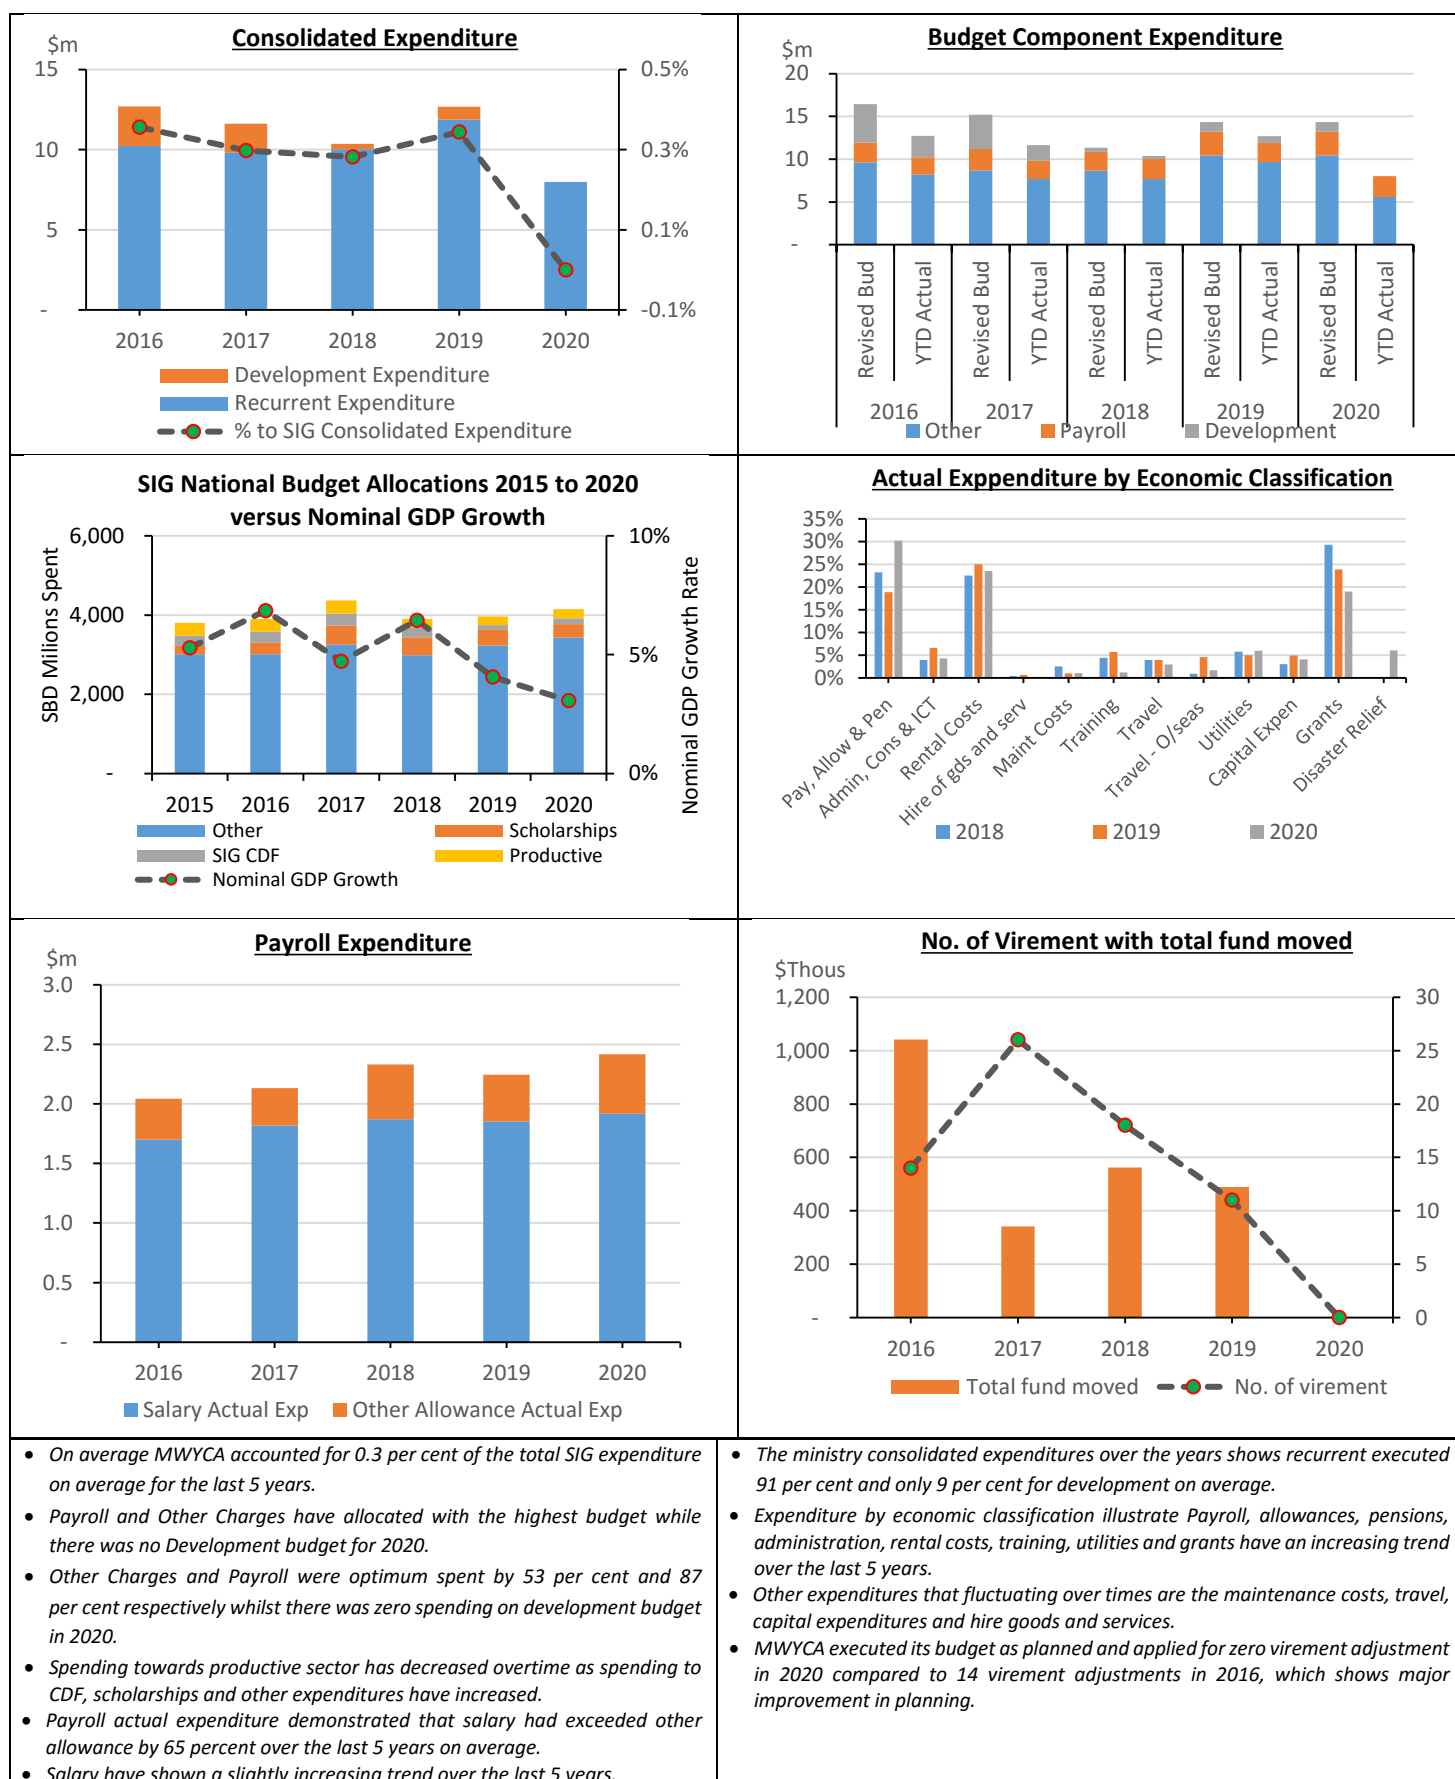 Consolidated Expenditure
$m
15
10
5
-
0.5%
0.3%
0.1%
-0.1%
2016 2017 2018 2019 2020
Development Expenditure
Recurrent Expenditure
% to SIG Consolidated Expenditure
Budget Component Expenditure
$m
20
15
10
5
-
Revised Bud
YTD Actual
Revised Bud
YTD Actual
Revised Bud
YTD Actual
Revised Bud
YTD Actual
Revised Bud
YTD Actual
2016 2017 2018 2019 2020
Other Payroll Development
SIG National Budget Allocations 2015 to 2020
versus Nominal GDP Growth
SBD Milions Spent
6,000
4,000
2,000
-
10%
5%
0%
Nominal GDP Growth Rate
2015 2016 2017 2018 2019 2020
Other Scholarships
SIG CDF Productive
Nominal GDP Growth
Actual Exppenditure by Economic Classification
35%
30%
25%
20%
15%
10%
5%
0%
Pay, Allow & Pen
Admin, Cons & ICT
Rental Costs
Hire of gds and serv
Maint Costs
Training
Travel
Travel - O/seas
Utilities
Capital Expen
Grants
Disaster Relief
2018 2019 2020
Payroll Expenditure
$m
3.0
2.5
2.0
1.5
1.0
0.5
-
2016 2017 2018 2019 2020
Salary Actual Exp Other Allowance Actual Exp
No. of Virement with total fund moved
$Thous
1,200
1,000
800
600
400
200
-
30
25
20
15
10
5
0
2016 2017 2018 2019 2020
Total fund moved No. of virement
• On average MWYCA accounted for 0.3 per cent of the total SIG expenditure
on average for the last 5 years.
• Payroll and Other Charges have allocated with the highest budget while
there was no Development budget for 2020.
• Other Charges and Payroll were optimum spent by 53 per cent and 87
per cent respectively whilst there was zero spending on development budget
in 2020.
• Spending towards productive sector has decreased overtime as spending to
CDF, scholarships and other expenditures have increased.
• Payroll actual expenditure demonstrated that salary had exceeded other
allowance by 65 percent over the last 5 years on average.
• Salary have shown a slightly increasing trend over the last 5 years.
• The ministry consolidated expenditures over the years shows recurrent executed
91 per cent and only 9 per cent for development on average.
• Expenditure by economic classification illustrate Payroll, allowances, pensions,
administration, rental costs, training, utilities and grants have an increasing trend
over the last 5 years.
• Other expenditures that fluctuating over times are the maintenance costs, travel,
capital expenditures and hire goods and services.
• MWYCA executed its budget as planned and applied for zero virement adjustment
in 2020 compared to 14 virement adjustments in 2016, which shows major
improvement in planning.